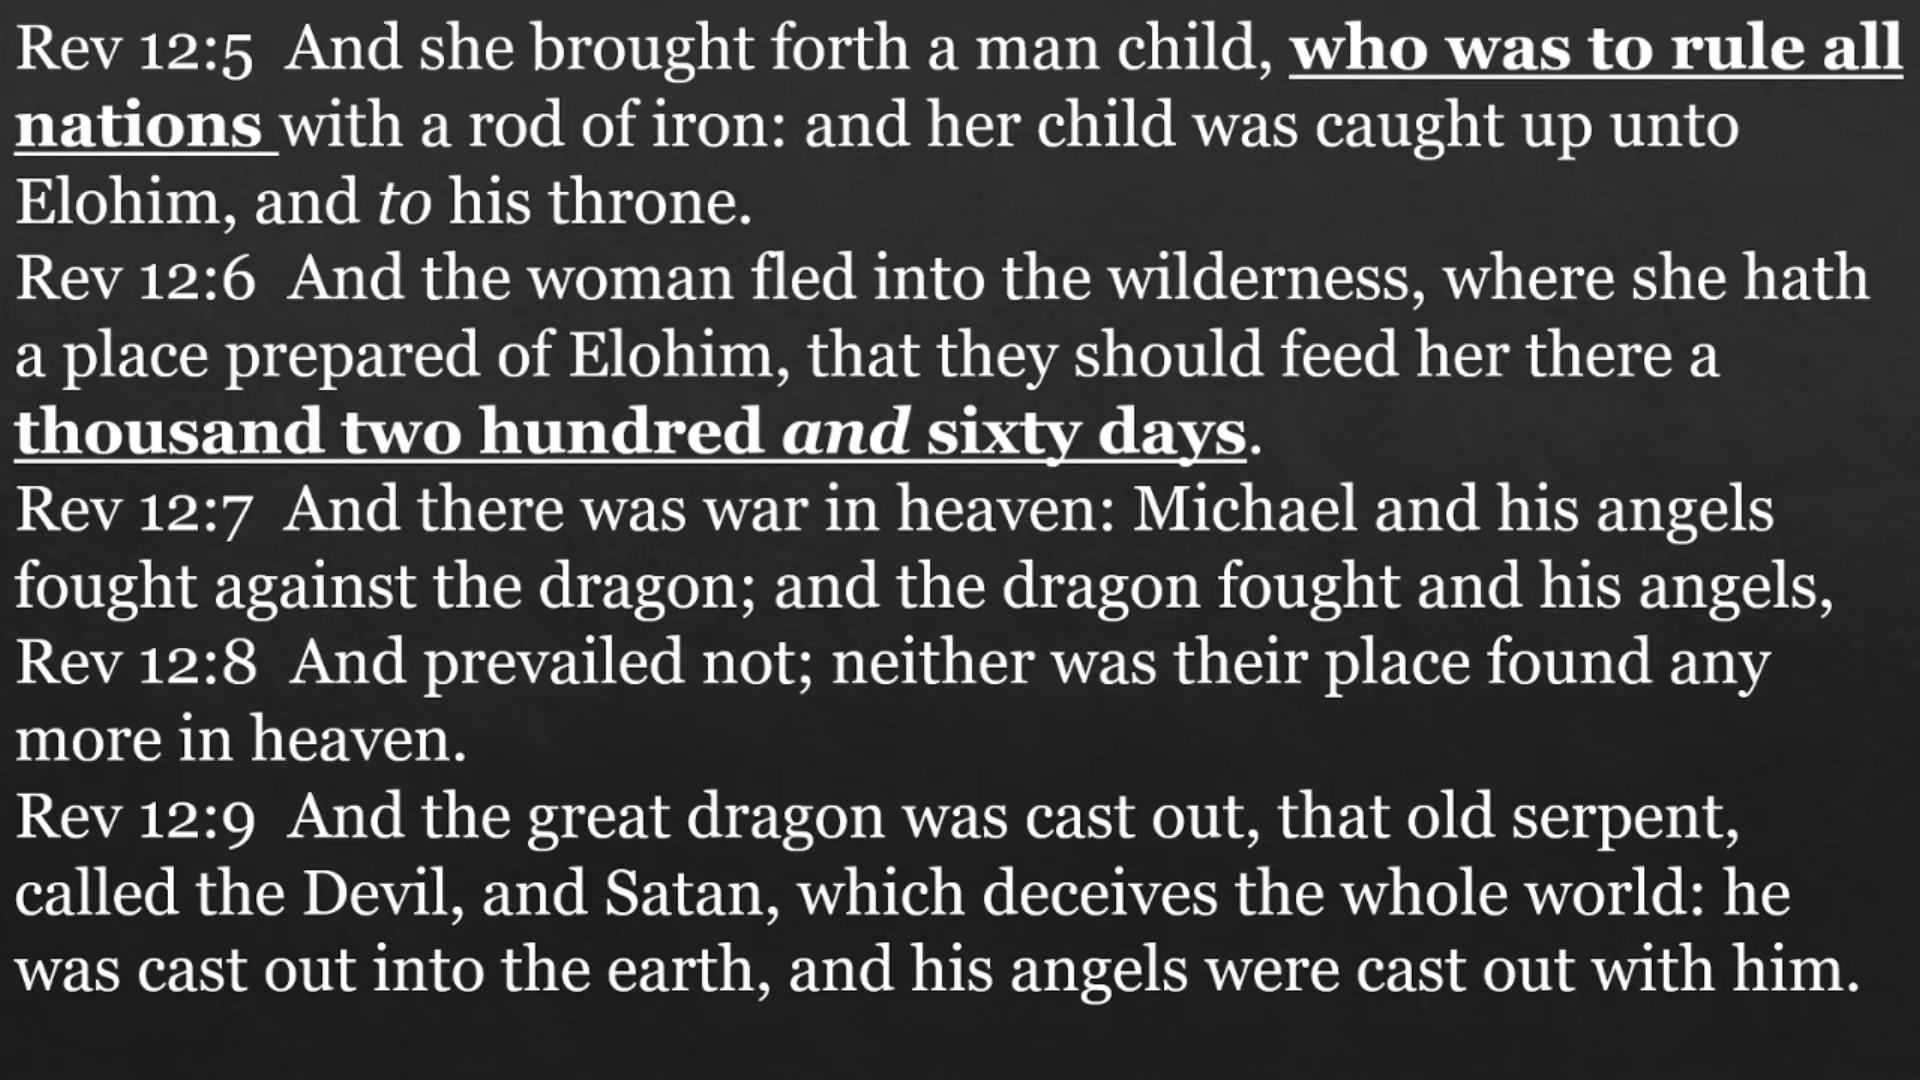 Rev 12:5  And she brought forth a man child, who was to rule all
nations with a rod of iron: and her child was caught up unto
Elohim, and to his throne.
Rev 12:6  And the woman fled into the wilderness, where she hath
a place prepared of Elohim, that they should feed her there a
thousand two hundred and sixty days.
Rev 12:7  And there was war in heaven: Michael and his angels
fought against the dragon; and the dragon fought and his angels,
Rev 12:8  And prevailed not; neither was their place found any
more in heaven.
Rev 12:9  And the great dragon was cast out, that old serpent,
called the Devil, and Satan, which deceives the whole world: he
was cast out into the earth, and his angels were cast out with him.